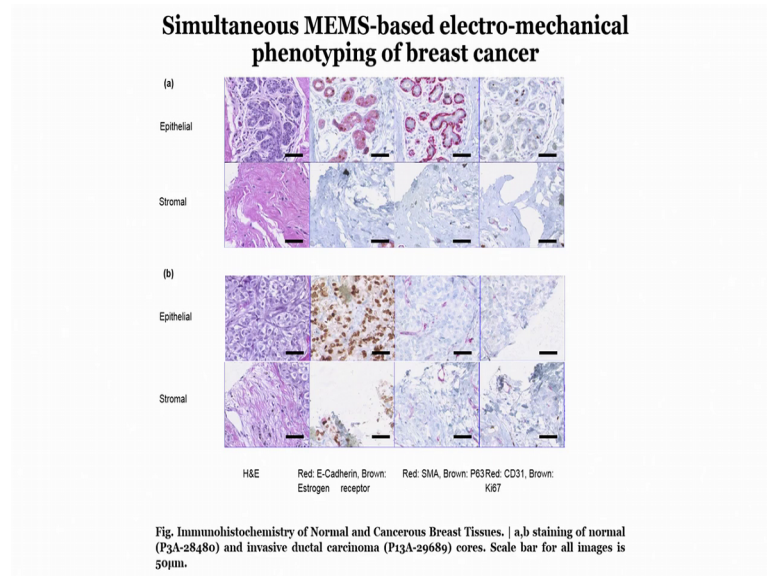 Simultaneous MEMS-based electro-mechanical
phenotyping of breast cancer
(a)
Epithelial
Stromal
(b)
Epithelial
Stromal
H&E
Red: E-Cadherin, Brown:
Estrogen receptor
Red: SMA, Brown: P63
Red: CD31, Brown:
Ki67
Fig. Immunohistochemistry of Normal and Cancerous Breast Tissues. | a,b staining of normal
(P3A-28480) and invasive ductal carcinoma (P13A-29689) cores. Scale bar for all images is
50μm.